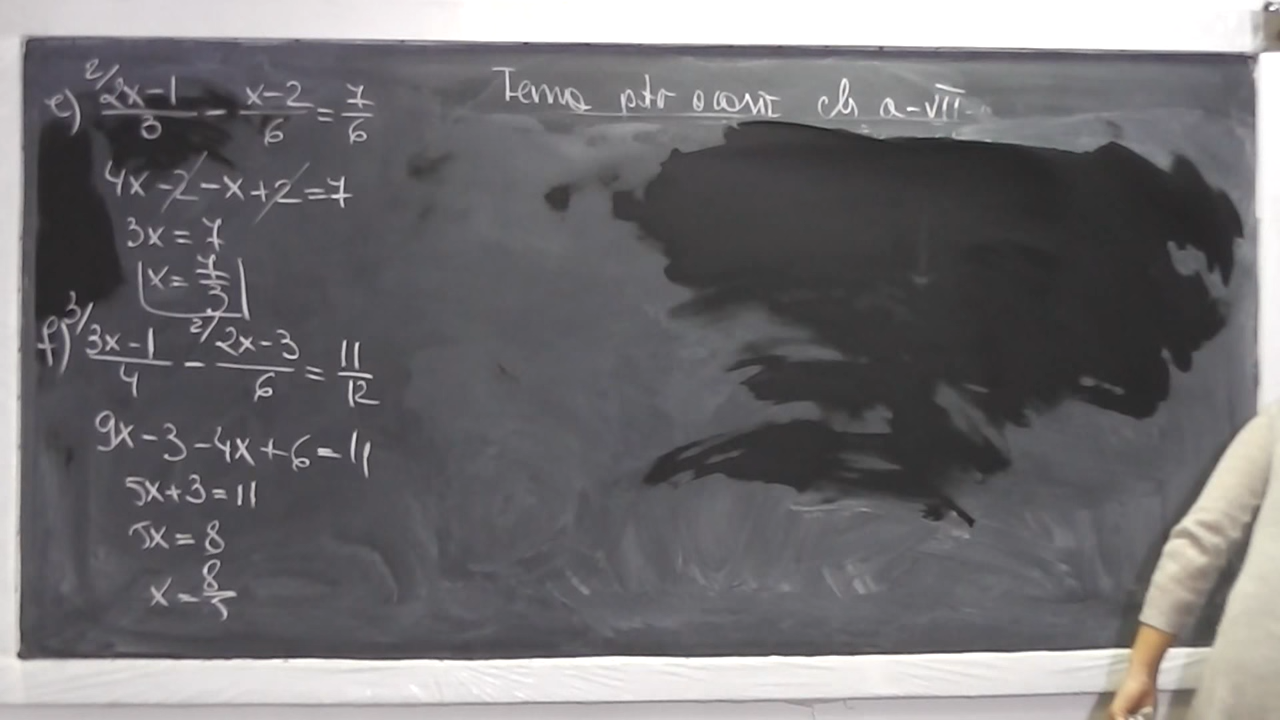 e) 2/ 2x-1/3 - x-2/6 = 7/6
4x-2-x+2=7
3x=7
x=7/3
f) 3/ 3x-1/4 - 2/ 2x-3/6 = 11/12
9x-3-4x+6=11
5x+3=11
5x=8
x=8/5
Tema ptr acasă cls a-VII-a